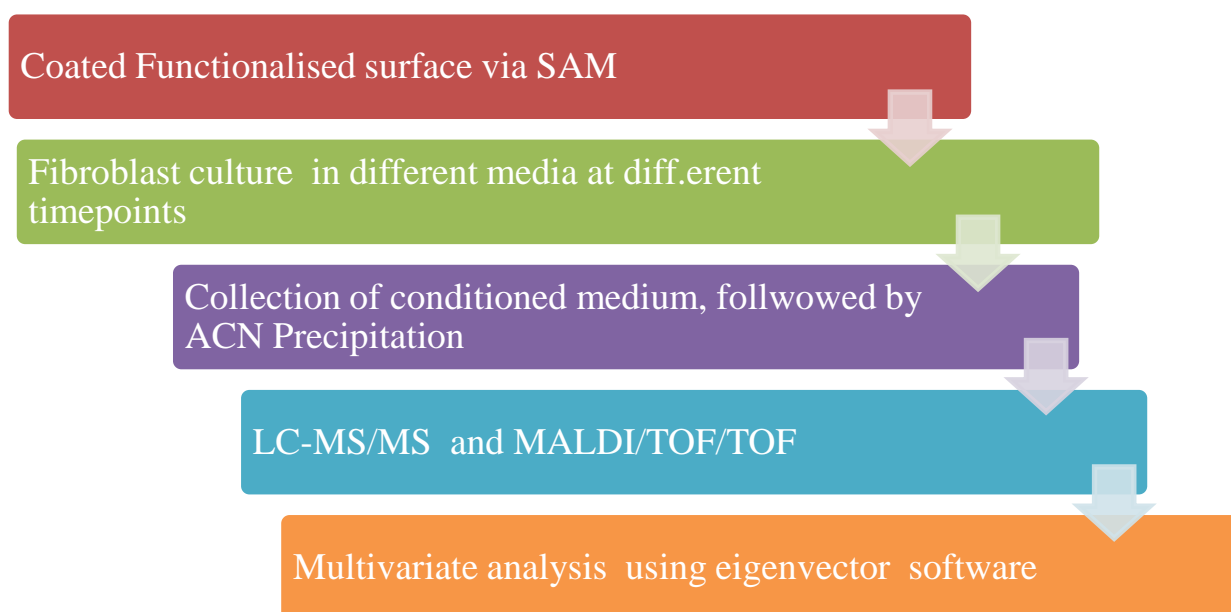 Coated Functionalised surface via SAM
Fibroblast culture in different media at diff.erent
timepoints
Collection of conditioned medium, follwowed by
ACN Precipitation
LC-MS/MS and MALDI/TOF/TOF
Multivariate analysis using eigenvector software